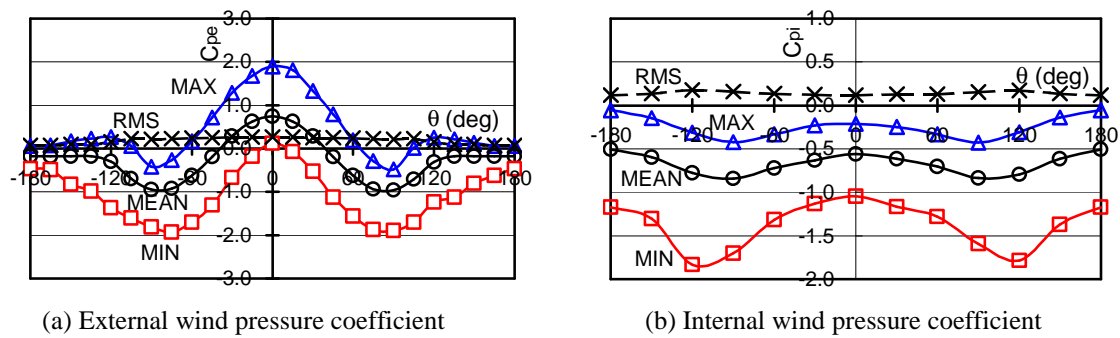 3.0
2.0
1.0
0.0
-1.0
-2.0
-3.0
Cpe
MAX
RMS
θ (deg)
-180
-120
-60
0
60
120
180
MEAN
MIN
(a) External wind pressure coefficient
1.0
0.5
0.0
-0.5
-1.0
-1.5
-2.0
Cpi
RMS
θ (deg)
-180
-120
-60
0
60
120
180
MAX
MEAN
MIN
(b) Internal wind pressure coefficient